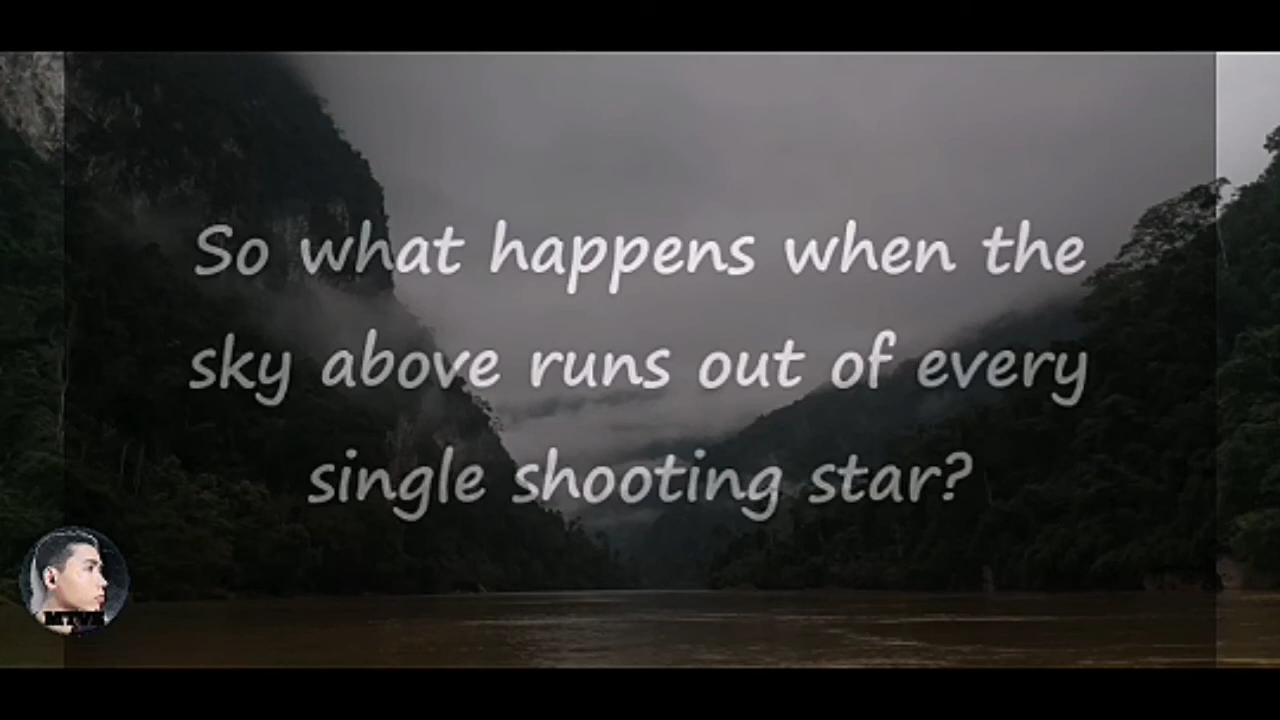 So what happens when the
sky above runs out of every
single shooting star?